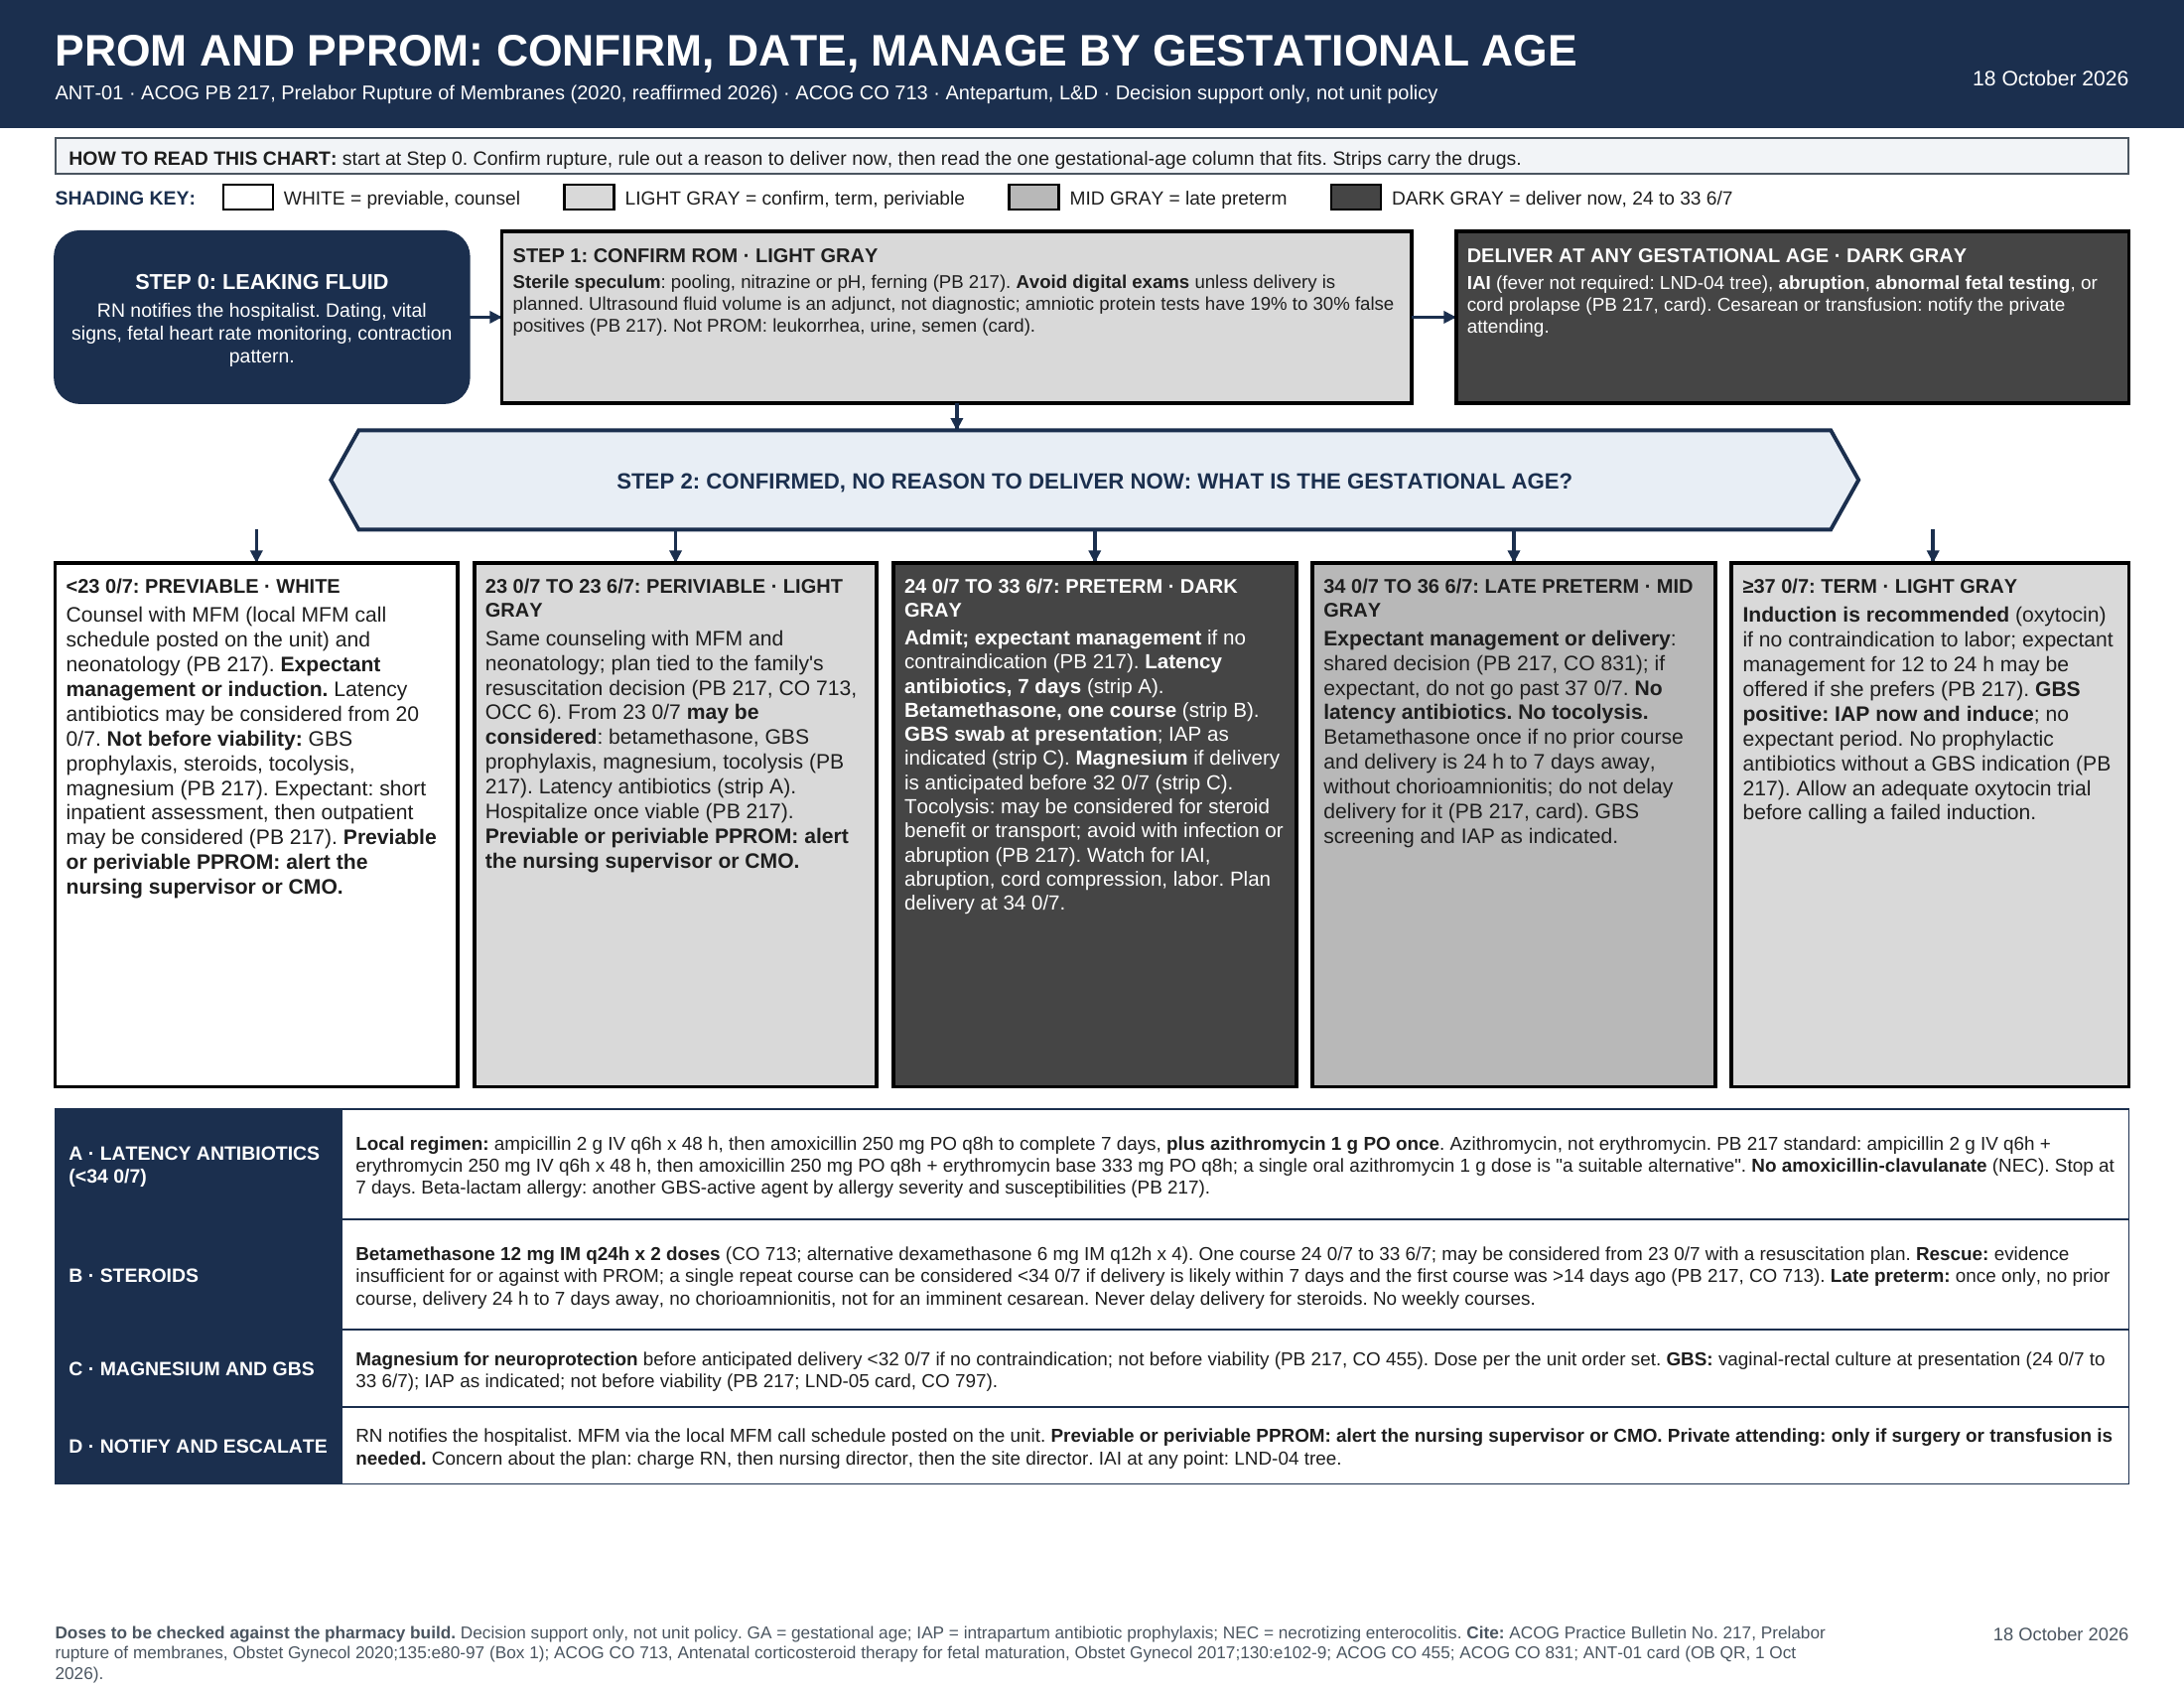 PROM AND PPROM: CONFIRM, DATE, MANAGE BY GESTATIONAL AGE
ANT-01 · ACOG PB 217, Prelabor Rupture of Membranes (2020, reaffirmed 2026) · ACOG CO 713 · Antepartum, L&D · Decision support only, not unit policy
18 October 2026
HOW TO READ THIS CHART: start at Step 0. Confirm rupture, rule out a reason to deliver now, then read the one gestational-age column that fits. Strips carry the drugs.
SHADING KEY:
WHITE = previable, counsel
LIGHT GRAY = confirm, term, periviable
MID GRAY = late preterm
DARK GRAY = deliver now, 24 to 33 6/7
STEP 0: LEAKING FLUID
RN notifies the hospitalist. Dating, vital
signs, fetal heart rate monitoring, contraction
pattern.
STEP 1: CONFIRM ROM · LIGHT GRAY
Sterile speculum: pooling, nitrazine or pH, ferning (PB 217). Avoid digital exams unless delivery is
planned. Ultrasound fluid volume is an adjunct, not diagnostic; amniotic protein tests have 19% to 30% false
positives (PB 217). Not PROM: leukorrhea, urine, semen (card).
DELIVER AT ANY GESTATIONAL AGE · DARK GRAY
IAI (fever not required: LND-04 tree), abruption, abnormal fetal testing, or
cord prolapse (PB 217, card). Cesarean or transfusion: notify the private
attending.
STEP 2: CONFIRMED, NO REASON TO DELIVER NOW: WHAT IS THE GESTATIONAL AGE?
<23 0/7: PREVIABLE · WHITE
Counsel with MFM (local MFM call
schedule posted on the unit) and
neonatology (PB 217). Expectant
management or induction. Latency
antibiotics may be considered from 20
0/7. Not before viability: GBS
prophylaxis, steroids, tocolysis,
magnesium (PB 217). Expectant: short
inpatient assessment, then outpatient
may be considered (PB 217). Previable
or periviable PPROM: alert the
nursing supervisor or CMO.
23 0/7 TO 23 6/7: PERIVIABLE · LIGHT
GRAY
Same counseling with MFM and
neonatology; plan tied to the family's
resuscitation decision (PB 217, CO 713,
OCC 6). From 23 0/7 may be
considered: betamethasone, GBS
prophylaxis, magnesium, tocolysis (PB
217). Latency antibiotics (strip A).
Hospitalize once viable (PB 217).
Previable or periviable PPROM: alert
the nursing supervisor or CMO.
24 0/7 TO 33 6/7: PRETERM · DARK
GRAY
Admit; expectant management if no
contraindication (PB 217). Latency
antibiotics, 7 days (strip A).
Betamethasone, one course (strip B).
GBS swab at presentation; IAP as
indicated (strip C). Magnesium if delivery
is anticipated before 32 0/7 (strip C).
Tocolysis: may be considered for steroid
benefit or transport; avoid with infection or
abruption (PB 217). Watch for IAI,
abruption, cord compression, labor. Plan
delivery at 34 0/7.
34 0/7 TO 36 6/7: LATE PRETERM · MID
GRAY
Expectant management or delivery:
shared decision (PB 217, CO 831); if
expectant, do not go past 37 0/7. No
latency antibiotics. No tocolysis.
Betamethasone once if no prior course
and delivery is 24 h to 7 days away,
without chorioamnionitis; do not delay
delivery for it (PB 217, card). GBS
screening and IAP as indicated.
≥37 0/7: TERM · LIGHT GRAY
Induction is recommended (oxytocin)
if no contraindication to labor; expectant
management for 12 to 24 h may be
offered if she prefers (PB 217). GBS
positive: IAP now and induce; no
expectant period. No prophylactic
antibiotics without a GBS indication (PB
217). Allow an adequate oxytocin trial
before calling a failed induction.
A · LATENCY ANTIBIOTICS
(<34 0/7)
Local regimen: ampicillin 2 g IV q6h x 48 h, then amoxicillin 250 mg PO q8h to complete 7 days, plus azithromycin 1 g PO once. Azithromycin, not erythromycin. PB 217 standard: ampicillin 2 g IV q6h +
erythromycin 250 mg IV q6h x 48 h, then amoxicillin 250 mg PO q8h + erythromycin base 333 mg PO q8h; a single oral azithromycin 1 g dose is "a suitable alternative". No amoxicillin-clavulanate (NEC). Stop at
7 days. Beta-lactam allergy: another GBS-active agent by allergy severity and susceptibilities (PB 217).
B · STEROIDS
Betamethasone 12 mg IM q24h x 2 doses (CO 713; alternative dexamethasone 6 mg IM q12h x 4). One course 24 0/7 to 33 6/7; may be considered from 23 0/7 with a resuscitation plan. Rescue: evidence
insufficient for or against with PROM; a single repeat course can be considered <34 0/7 if delivery is likely within 7 days and the first course was >14 days ago (PB 217, CO 713). Late preterm: once only, no prior
course, delivery 24 h to 7 days away, no chorioamnionitis, not for an imminent cesarean. Never delay delivery for steroids. No weekly courses.
C · MAGNESIUM AND GBS
Magnesium for neuroprotection before anticipated delivery <32 0/7 if no contraindication; not before viability (PB 217, CO 455). Dose per the unit order set. GBS: vaginal-rectal culture at presentation (24 0/7 to
33 6/7); IAP as indicated; not before viability (PB 217; LND-05 card, CO 797).
D · NOTIFY AND ESCALATE
RN notifies the hospitalist. MFM via the local MFM call schedule posted on the unit. Previable or periviable PPROM: alert the nursing supervisor or CMO. Private attending: only if surgery or transfusion is
needed. Concern about the plan: charge RN, then nursing director, then the site director. IAI at any point: LND-04 tree.
Doses to be checked against the pharmacy build. Decision support only, not unit policy. GA = gestational age; IAP = intrapartum antibiotic prophylaxis; NEC = necrotizing enterocolitis. Cite: ACOG Practice Bulletin No. 217, Prelabor
rupture of membranes, Obstet Gynecol 2020;135:e80-97 (Box 1); ACOG CO 713, Antenatal corticosteroid therapy for fetal maturation, Obstet Gynecol 2017;130:e102-9; ACOG CO 455; ACOG CO 831; ANT-01 card (OB QR, 1 Oct
2026).
18 October 2026